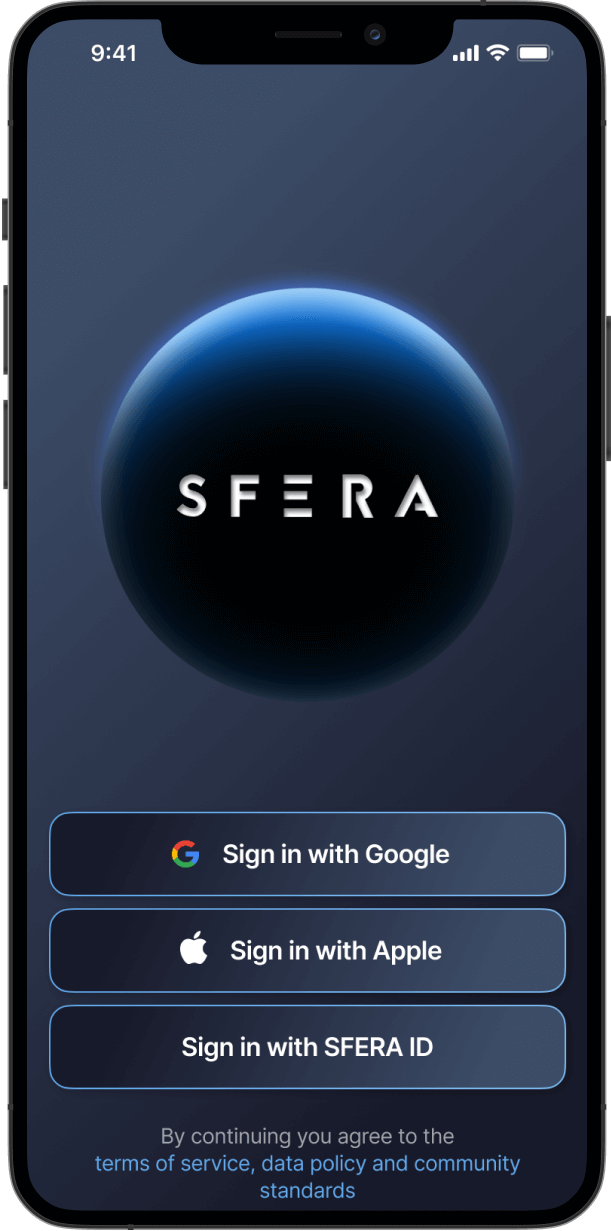 9:41
SFERA
Sign in with Google
Sign in with Apple
Sign in with SFERA ID
By continuing you agree to the
terms of service, data policy and community
standards